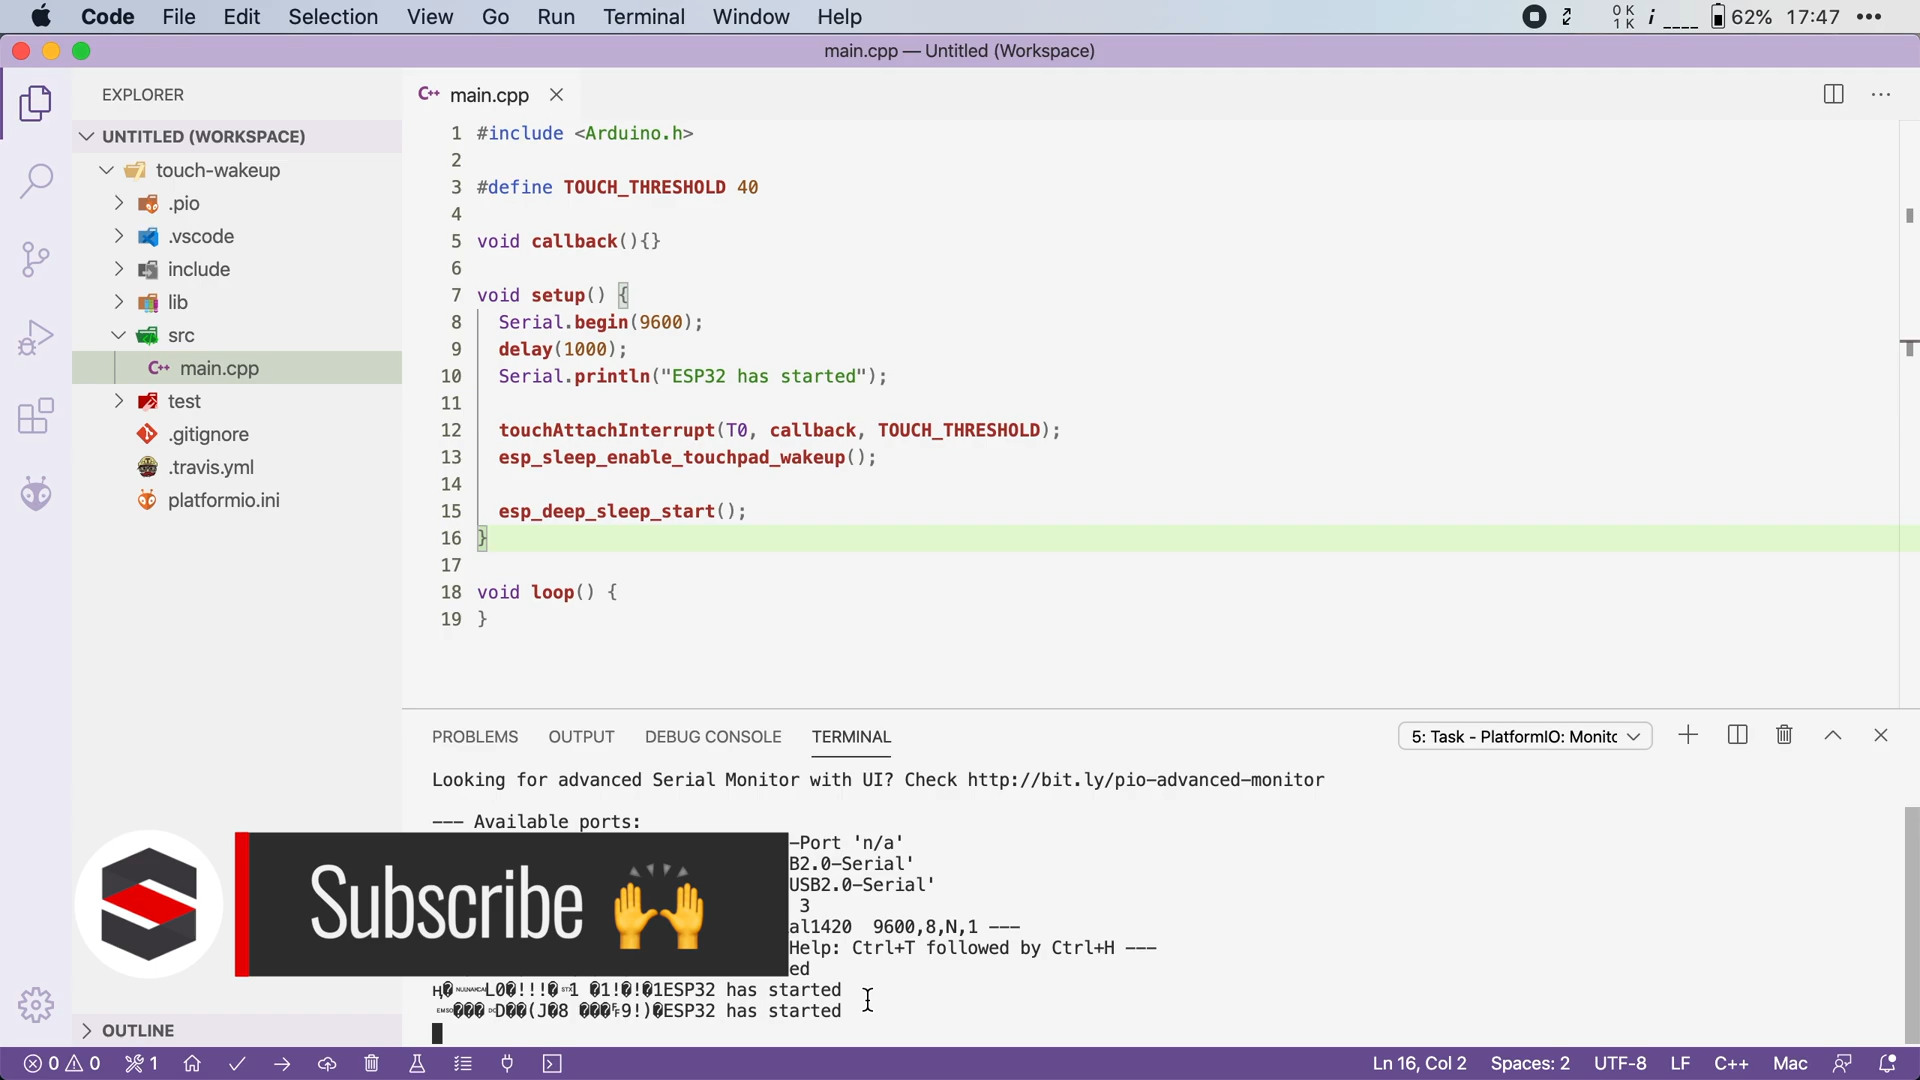 Code File Edit Selection View Go Run Terminal Window Help 0 K 1 K 62% 17:47
main.cpp — Untitled (Workspace)
EXPLORER
UNTITLED (WORKSPACE)
touch-wakeup
.pio
.vscode
include
lib
src
main.cpp
test
.gitignore
.travis.yml
platformio.ini
OUTLINE
main.cpp
1 #include <Arduino.h>
2
3 #define TOUCH_THRESHOLD 40
4
5 void callback(){}
6
7 void setup() {
8 Serial.begin(9600);
9 delay(1000);
10 Serial.println("ESP32 has started");
11
12 touchAttachInterrupt(T0, callback, TOUCH_THRESHOLD);
13 esp_sleep_enable_touchpad_wakeup();
14
15 esp_deep_sleep_start();
16 }
17
18 void loop() {
19 }
PROBLEMS OUTPUT DEBUG CONSOLE TERMINAL 5: Task - PlatformIO: Monitc
Looking for advanced Serial Monitor with UI? Check http://bit.ly/pio-advanced-monitor
--- Available ports:
-Port 'n/a'
B2.0-Serial'
USB2.0-Serial'
3
al1420 9600,8,N,1 ---
Help: Ctrl+T followed by Ctrl+H ---
ed
ESP32 has started
ESP32 has started
Subscribe 🙌
0 0 1 Ln 16, Col 2 Spaces: 2 UTF-8 LF C++ Mac